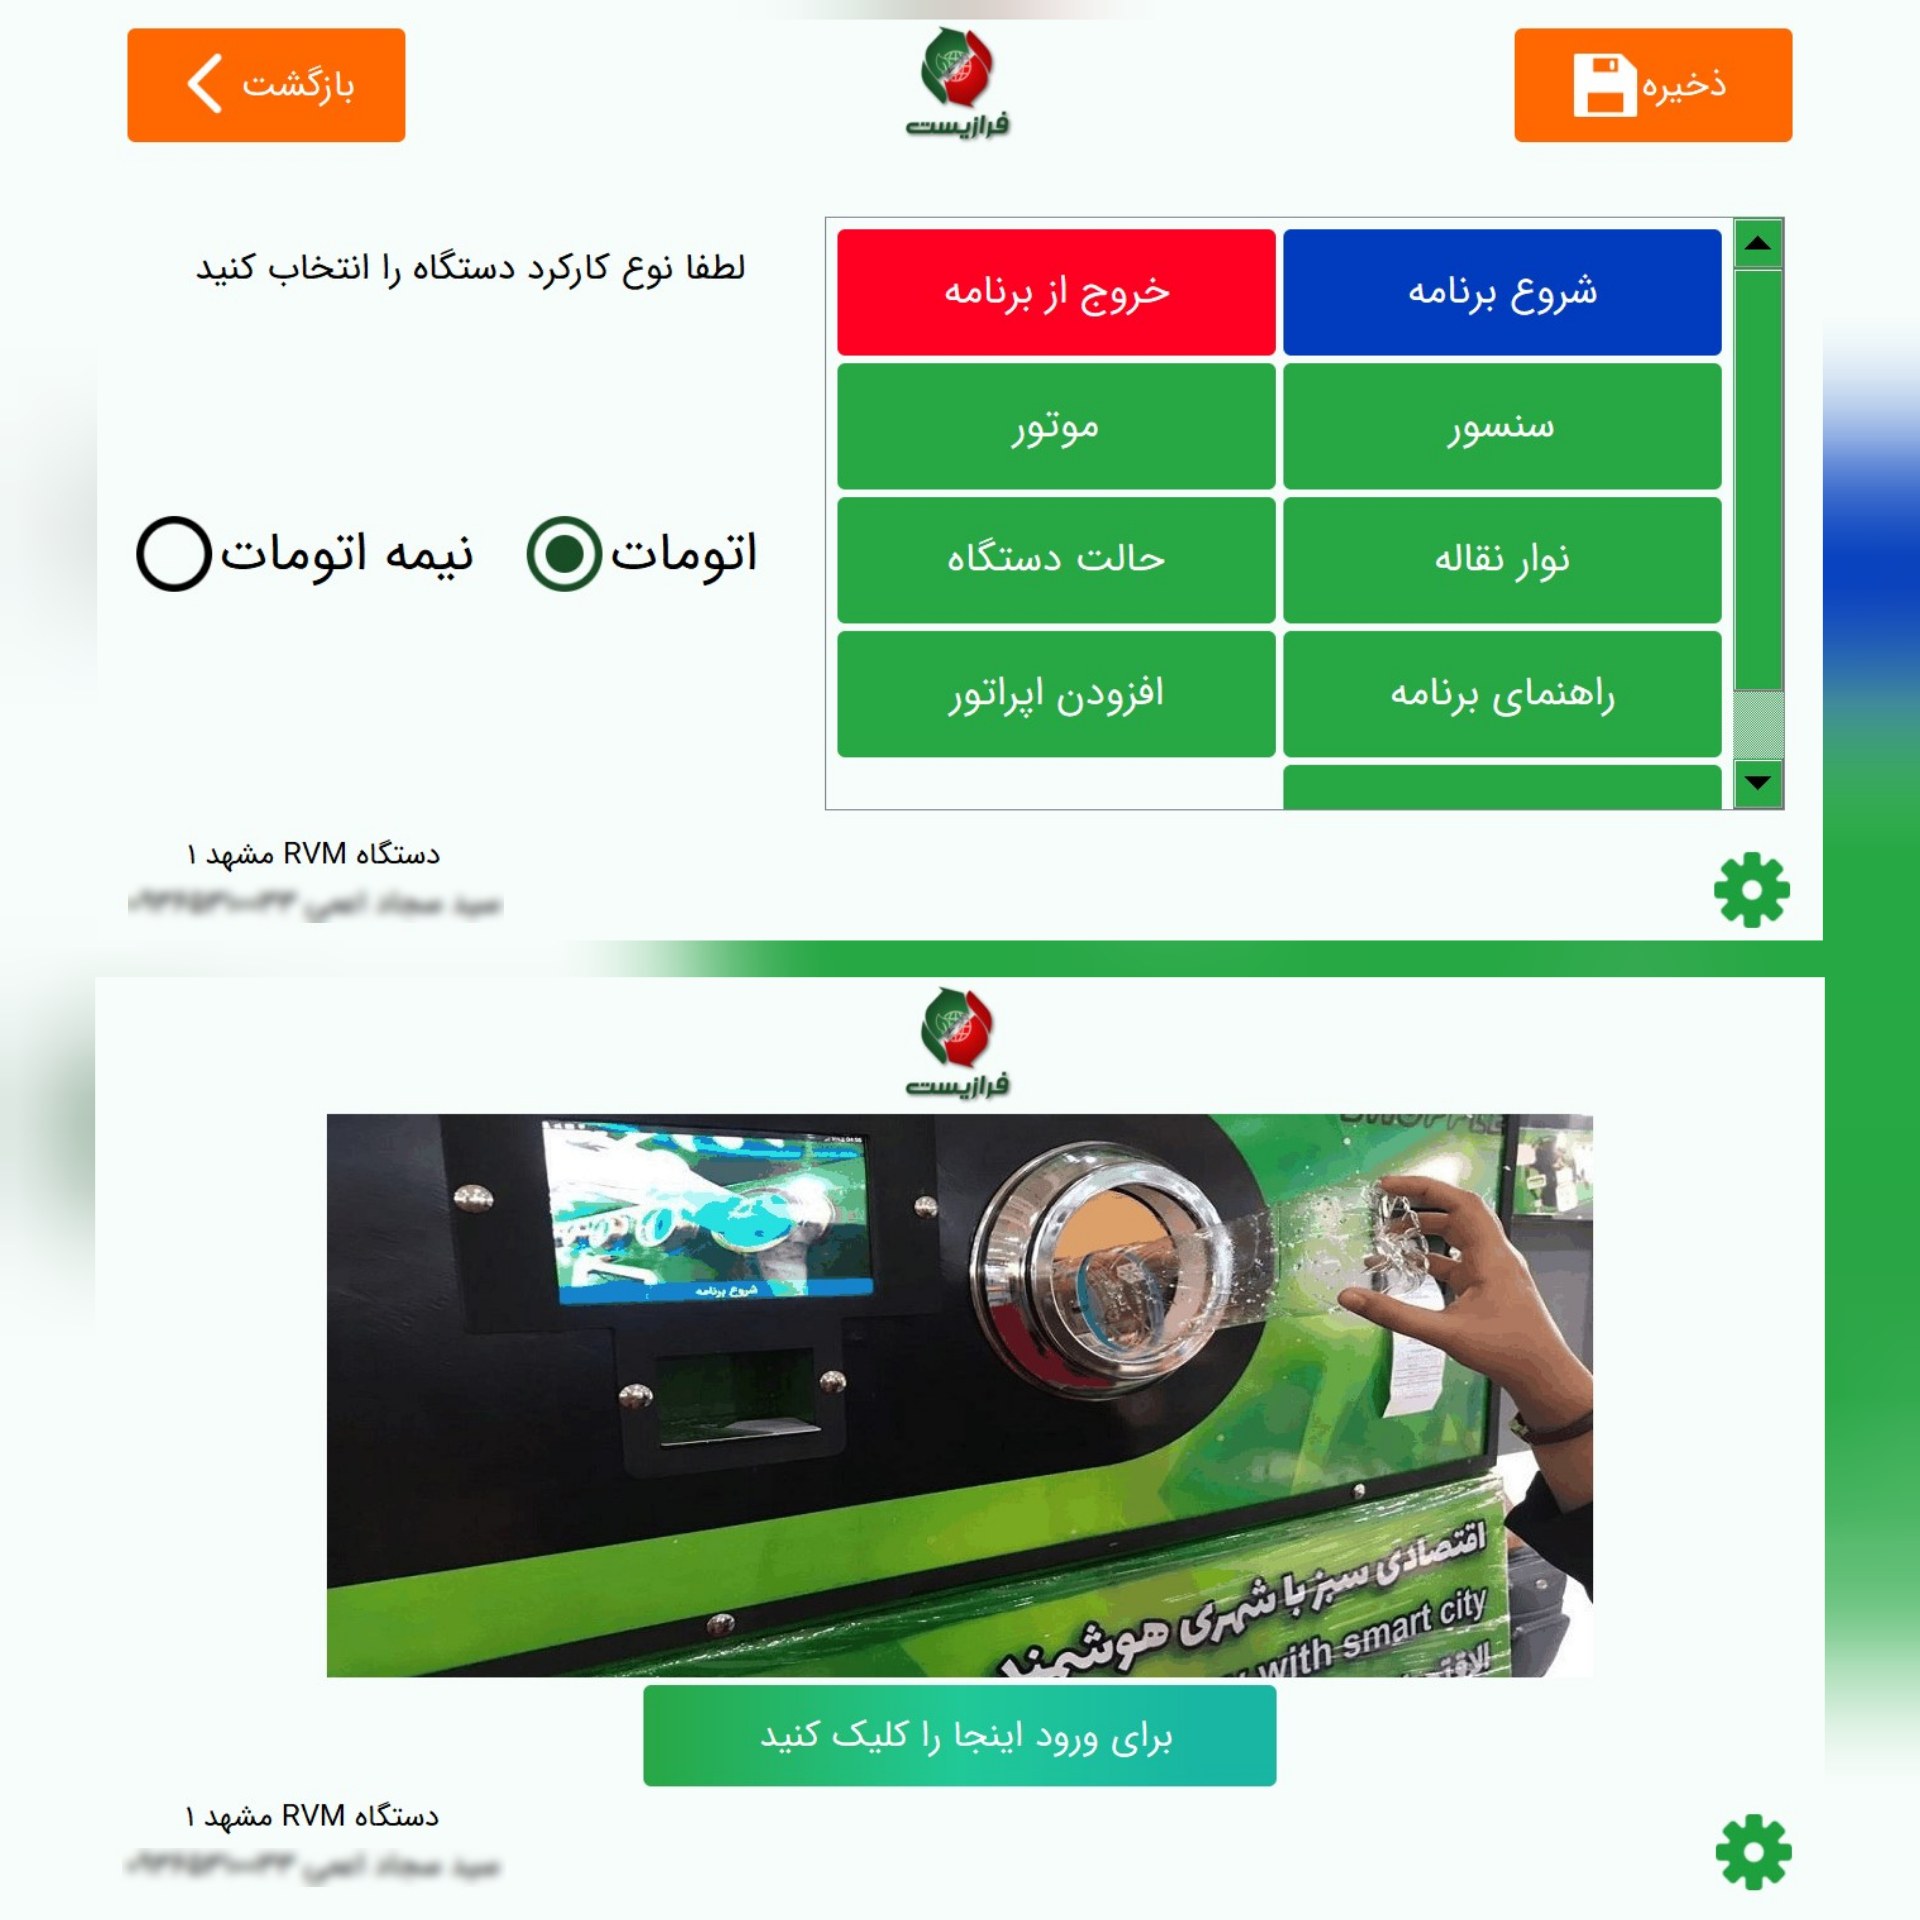 ذخیره
فرازیست
بازگشت
لطفا نوع کارکرد دستگاه را انتخاب کنید
شروع برنامه
خروج از برنامه
سنسور
موتور
نوار نقاله
حالت دستگاه
راهنمای برنامه
افزودن اپراتور
اتومات
نیمه اتومات
دستگاه RVM مشهد ۱
فرازیست
شروع برنامه
اقتصادی سبز با شهری هوشمند
with smart city
برای ورود اینجا را کلیک کنید
دستگاه RVM مشهد ۱